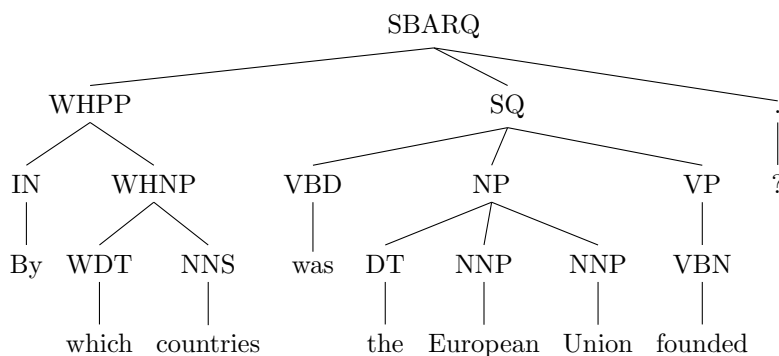 SBARQ
WHPP SQ .
IN WHNP VBD NP VP ?
By WDT NNS was DT NNP NNP VBN
which countries the European Union founded